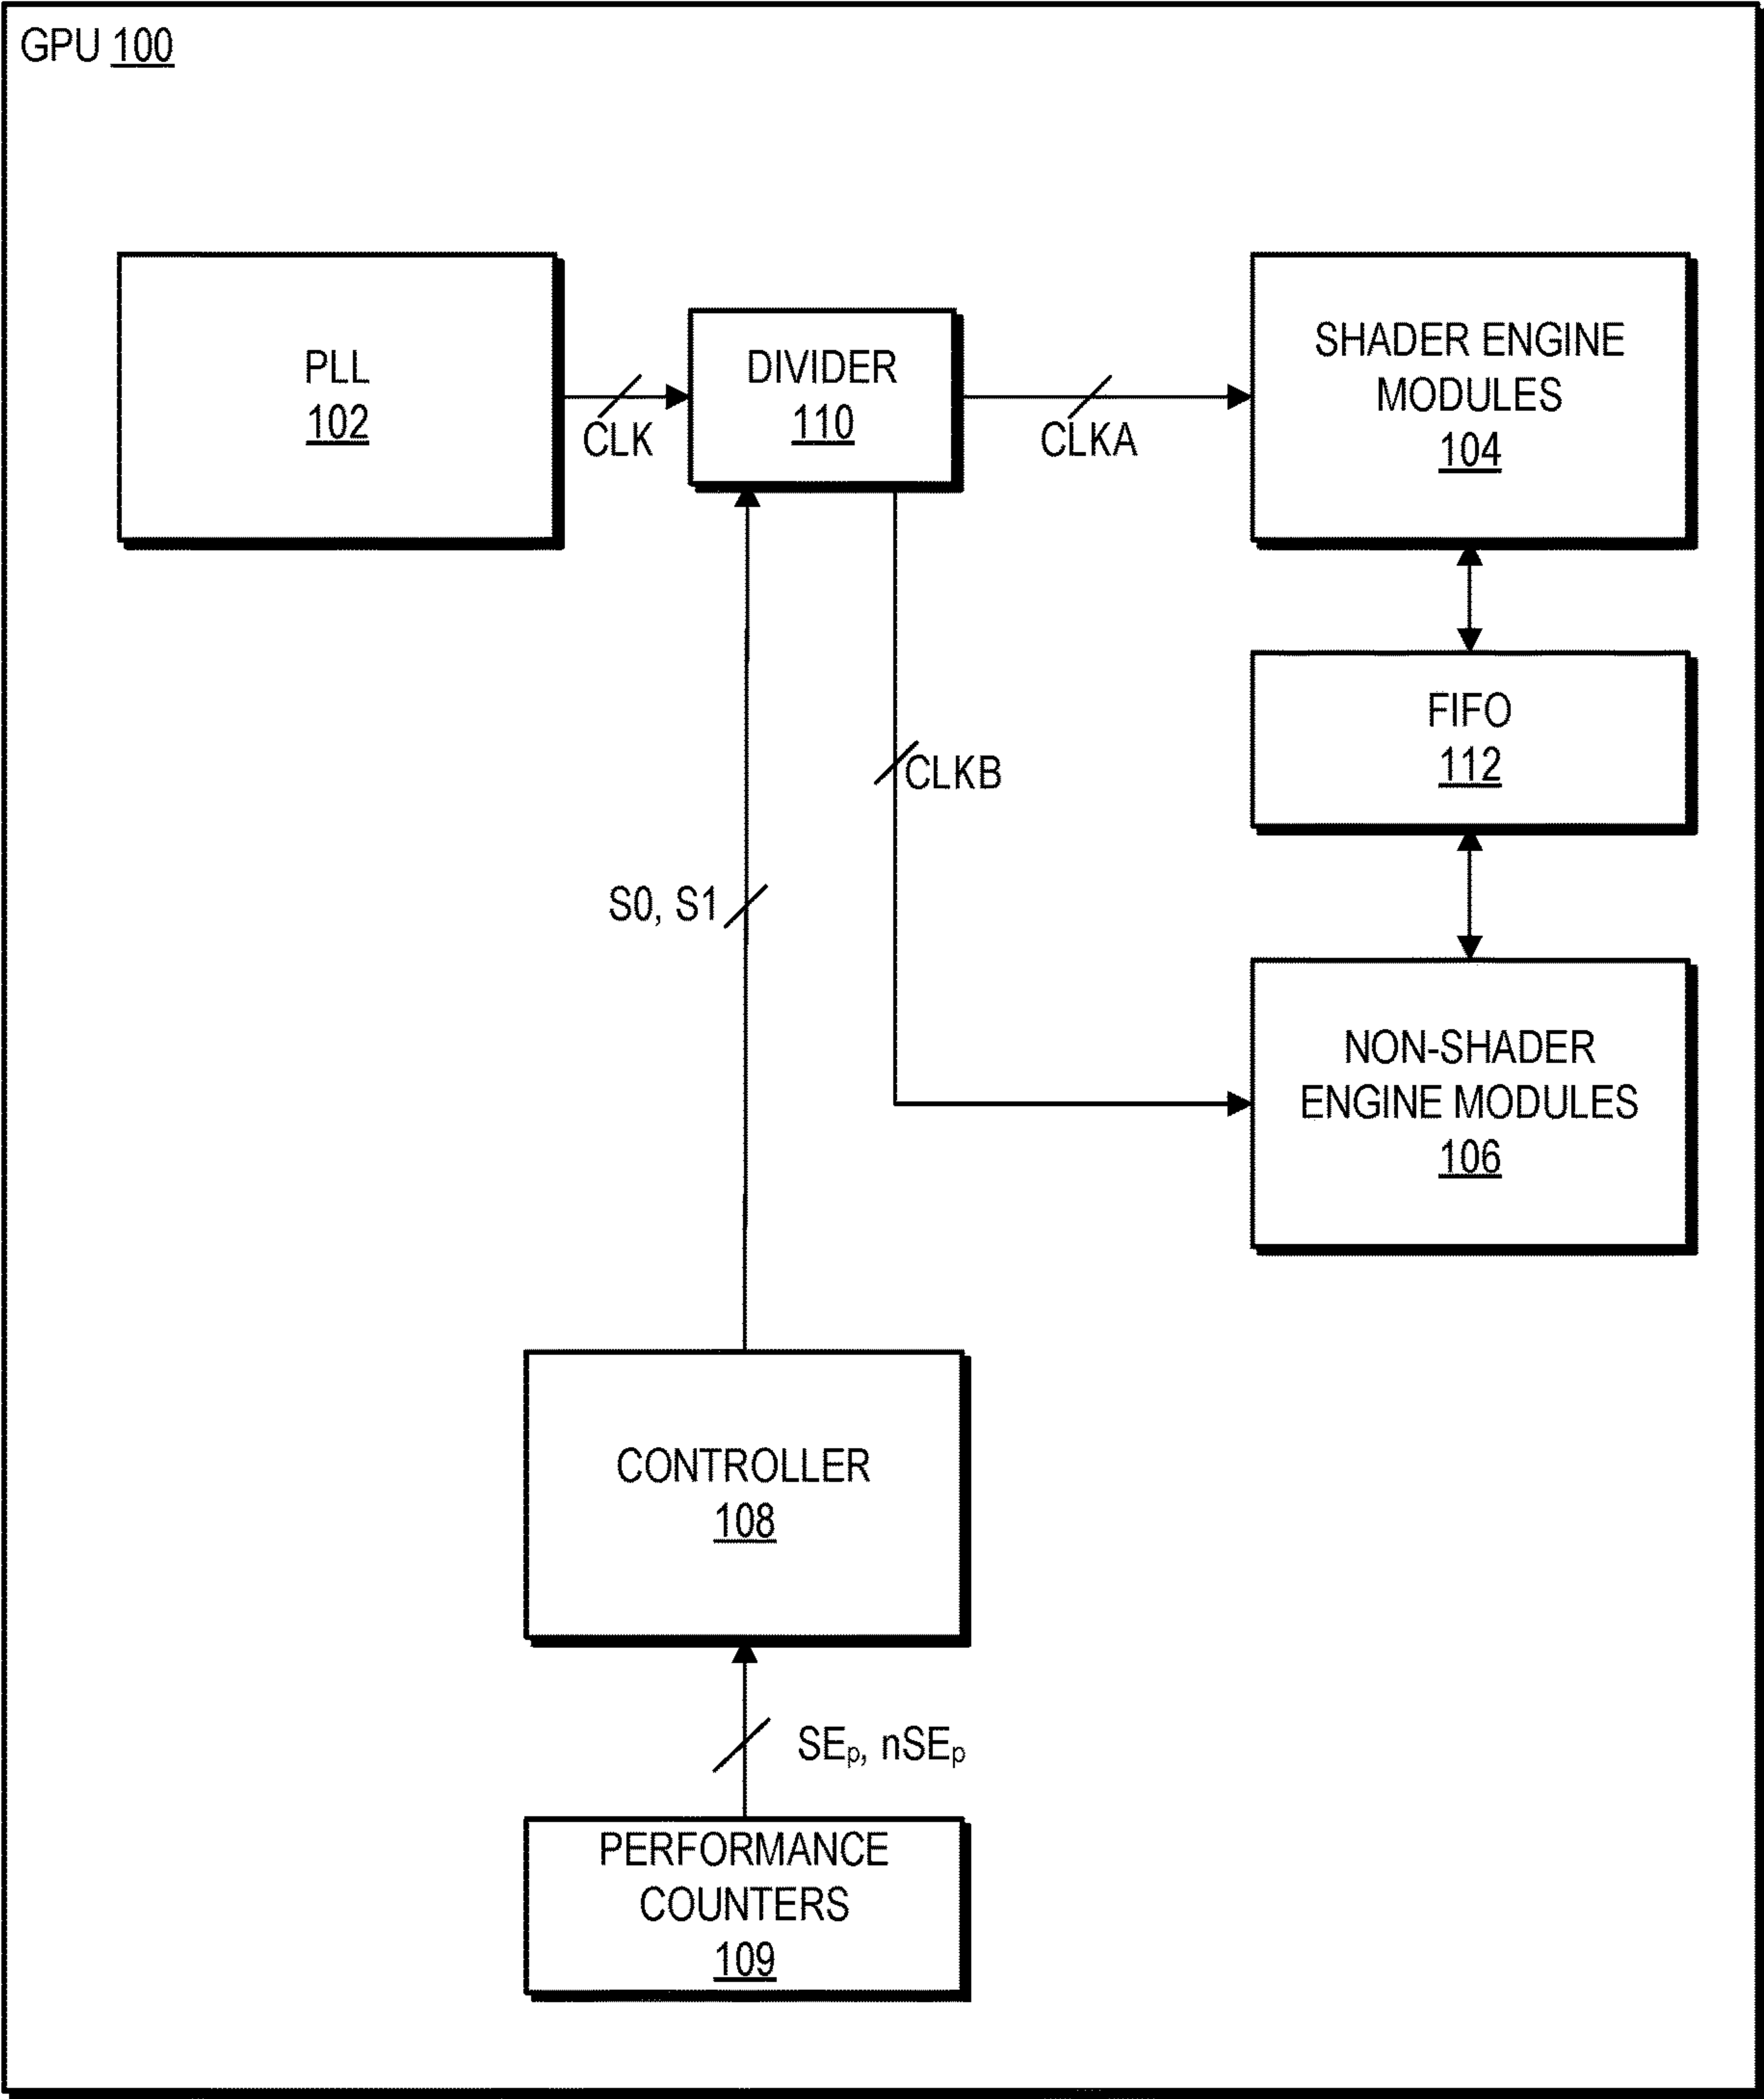 GPU 100
PLL
102
CLK
DIVIDER
110
CLKA
SHADER ENGINE
MODULES
104
FIFO
112
CLKB
S0, S1
NON-SHADER
ENGINE MODULES
106
CONTROLLER
108
SEp, nSEp
PERFORMANCE
COUNTERS
109